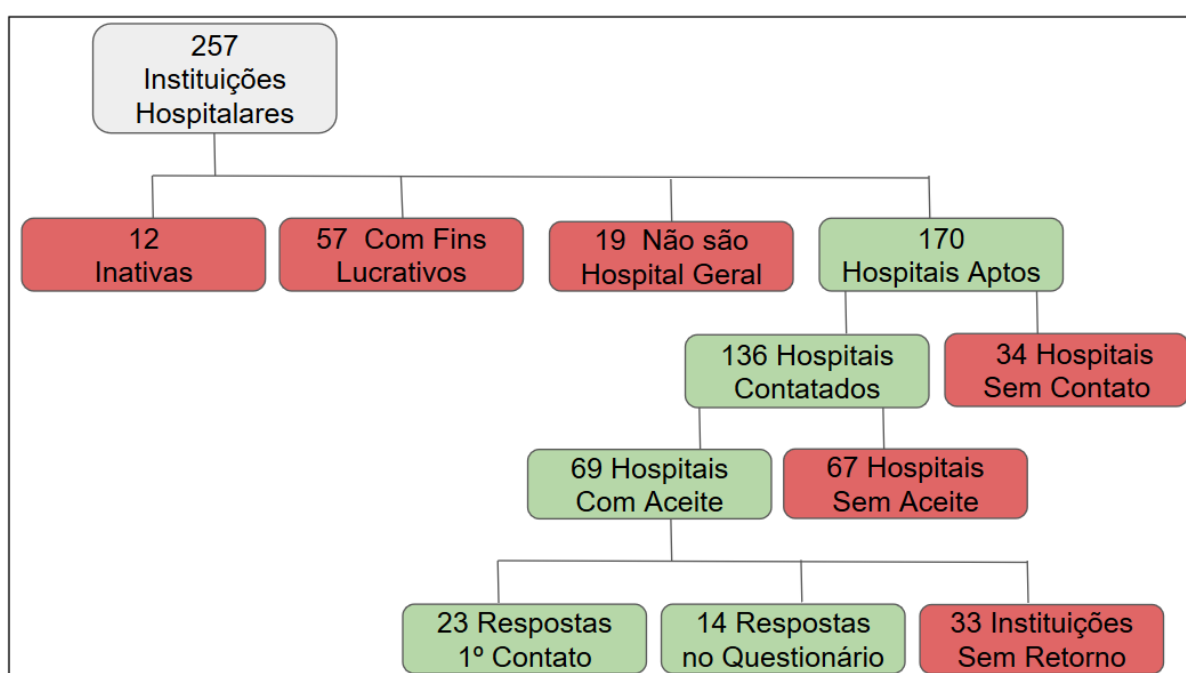 257
Instituições
Hospitalares
12
Inativas
57 Com Fins
Lucrativos
19 Não são
Hospital Geral
170
Hospitais Aptos
136 Hospitais
Contatados
34 Hospitais
Sem Contato
69 Hospitais
Com Aceite
67 Hospitais
Sem Aceite
23 Respostas
1º Contato
14 Respostas
no Questionário
33 Instituições
Sem Retorno